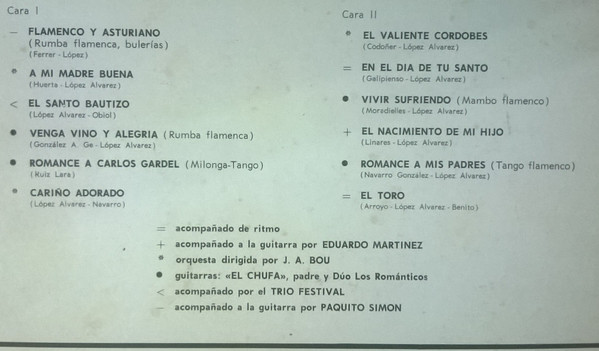 Cara I
– FLAMENCO Y ASTURIANO
(Rumba flamenca, bulerías)
(Ferrer - López)
* A MI MADRE BUENA
(Huerta - López Alvarez)
< EL SANTO BAUTIZO
(López Alvarez - Obiol)
● VENGA VINO Y ALEGRIA (Rumba flamenca)
(González A. Ge - López Alvarez)
● ROMANCE A CARLOS GARDEL (Milonga-Tango)
(Ruiz Lara)
* CARIÑO ADORADO
(López Alvarez - Navarro)
Cara II
* EL VALIENTE CORDOBES
(Codoñer - López Alvarez)
= EN EL DIA DE TU SANTO
(Galipienso - López Alvarez)
● VIVIR SUFRIENDO (Mambo flamenco)
(Moradielles - López Alvarez)
+ EL NACIMIENTO DE MI HIJO
(Linares - López Alvarez)
● ROMANCE A MIS PADRES (Tango flamenco)
(Navarro González - López Alvarez)
= EL TORO
(Arroyo - López Alvarez - Benito)
= acompañado de ritmo
+ acompañado a la guitarra por EDUARDO MARTINEZ
* orquesta dirigida por J. A. BOU
● guitarras: «EL CHUFA», padre y Dúo Los Románticos
< acompañado por el TRIO FESTIVAL
– acompañado a la guitarra por PAQUITO SIMON